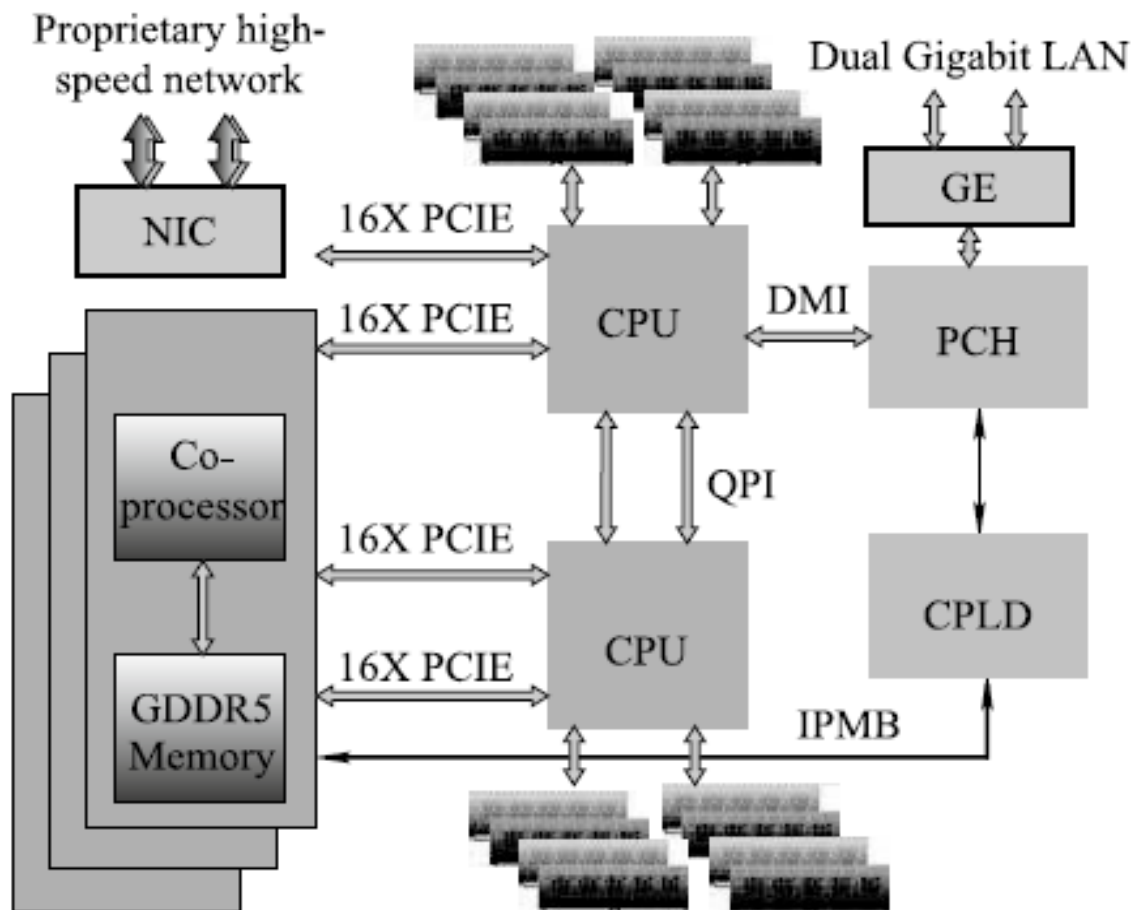 Proprietary high-
speed network
Dual Gigabit LAN
NIC
GE
16X PCIE
16X PCIE
CPU
DMI
PCH
Co-
processor
QPI
16X PCIE
16X PCIE
CPU
CPLD
GDDR5
Memory
IPMB